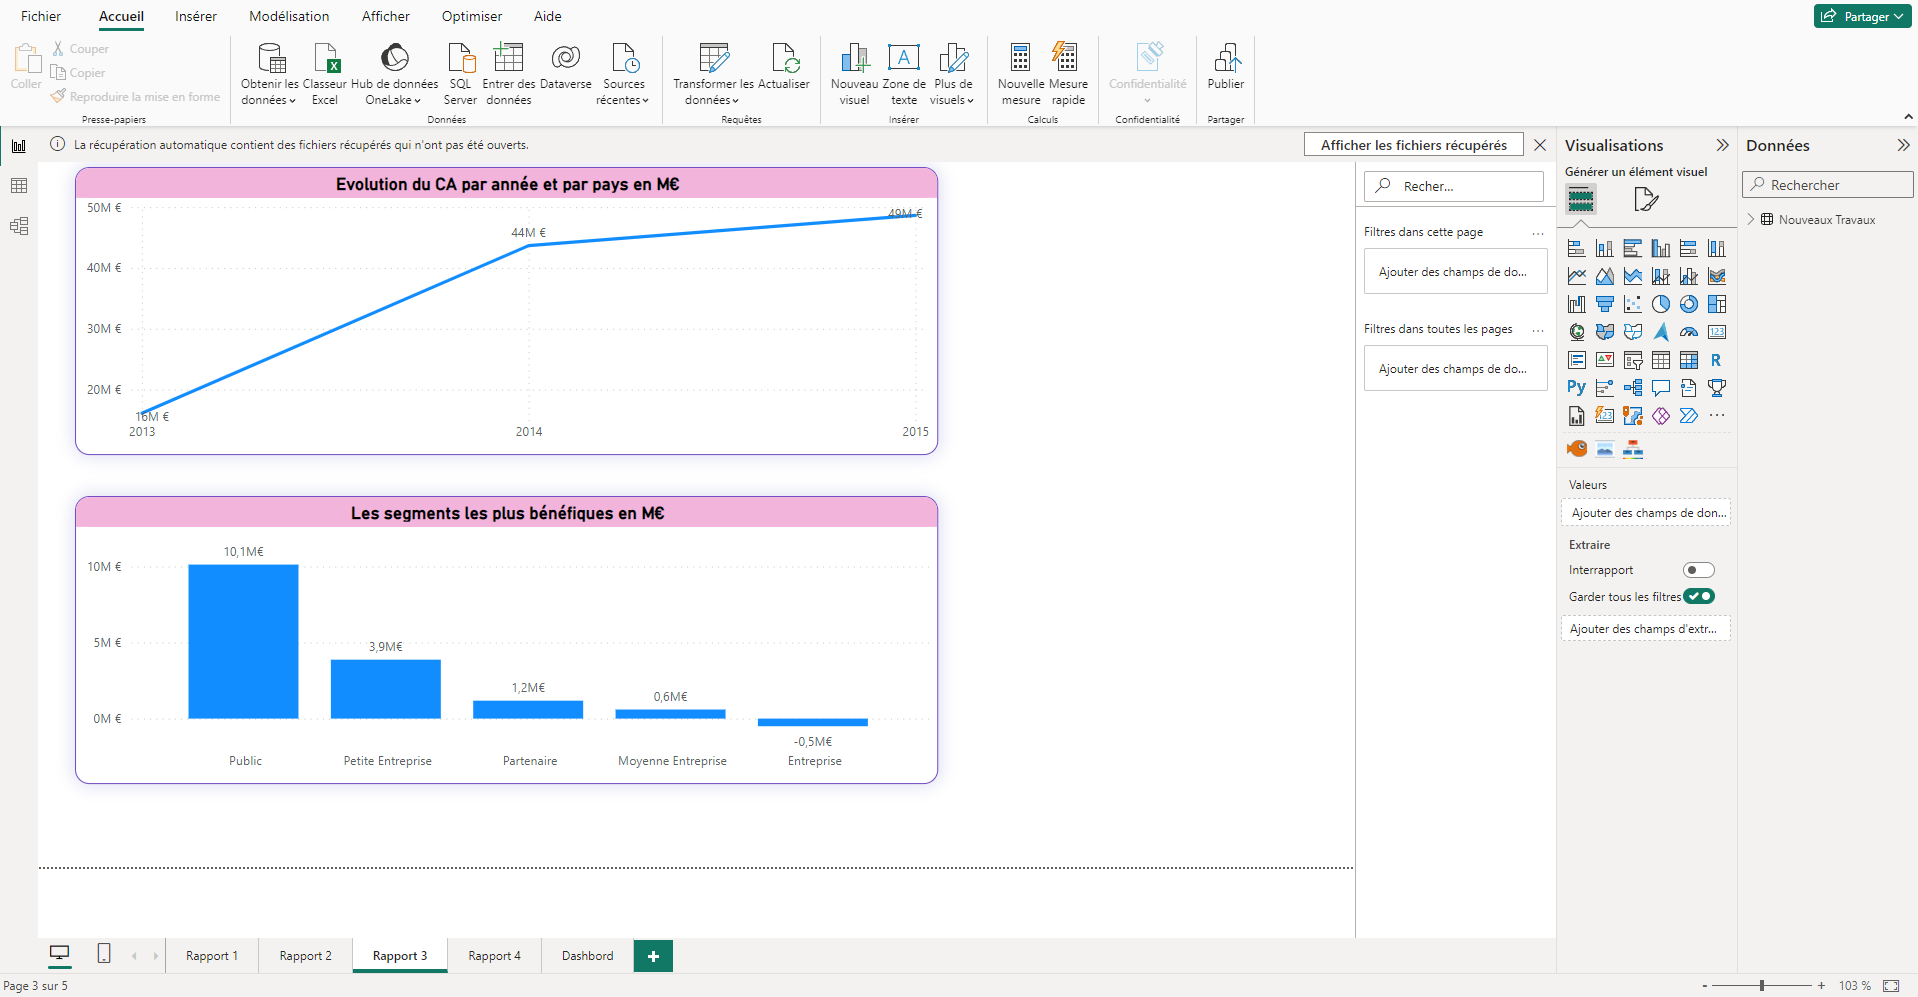 Fichier Accueil Insérer Modélisation Afficher Optimiser Aide
Partager
Coller
Couper
Copier
Reproduire la mise en forme
Presse-papiers
Obtenir les
données
Classeur
Excel
Hub de données
OneLake
SQL
Server
Entrer des
données
Dataverse
Sources
récentes
Données
Transformer les
données
Actualiser
Requêtes
Nouveau
visuel
Zone de
texte
Plus de
visuels
Insérer
Nouvelle
mesure
Mesure
rapide
Calculs
Confidentialité
Confidentialité
Publier
Partager
La récupération automatique contient des fichiers récupérés qui n'ont pas été ouverts.
Afficher les fichiers récupérés
Evolution du CA par année et par pays en M€
50M €
40M €
30M €
20M €
16M €
44M €
49M €
2013 2014 2015
Les segments les plus bénéfiques en M€
10M €
5M €
0M €
10,1M€
3,9M€
1,2M€
0,6M€
-0,5M€
Public Petite Entreprise Partenaire Moyenne Entreprise Entreprise
Recher...
Filtres dans cette page ...
Ajouter des champs de do...
Filtres dans toutes les pages ...
Ajouter des champs de do...
Visualisations
Générer un élément visuel
123
R
Py
123
...
Valeurs
Ajouter des champs de don...
Extraire
Interrapport
Garder tous les filtres
Ajouter des champs d'extr...
Données
Rechercher
Nouveaux Travaux
Rapport 1 Rapport 2 Rapport 3 Rapport 4 Dashbord +
Page 3 sur 5
- + 103 %